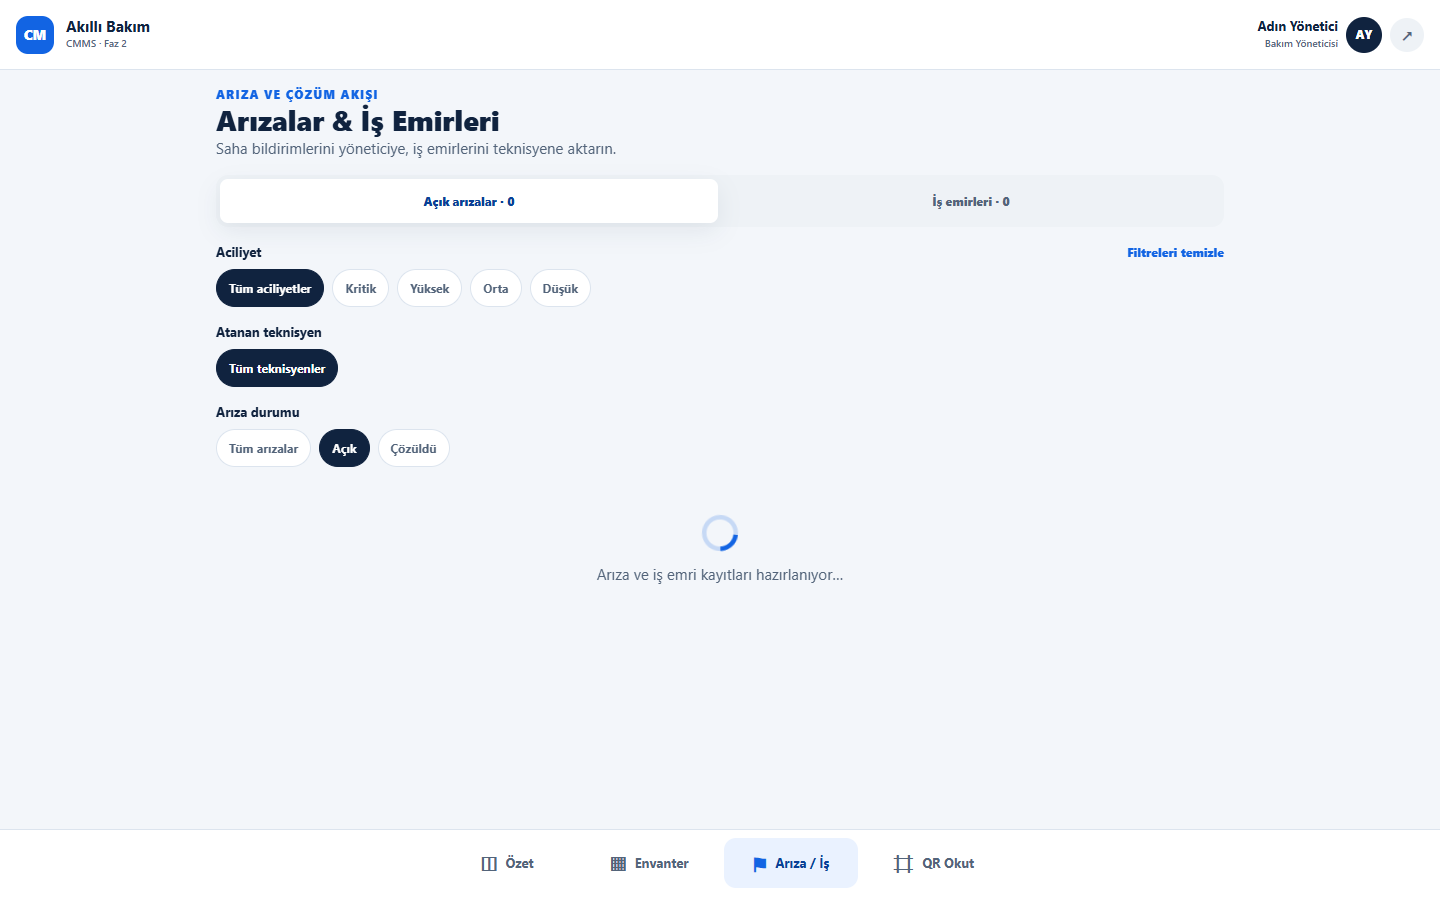 CM
Akıllı Bakım
CMMS · Faz 2
Adın Yönetici
Bakım Yöneticisi
AY
↗
ARIZA VE ÇÖZÜM AKIŞI
Arızalar & İş Emirleri
Saha bildirimlerini yöneticiye, iş emirlerini teknisyene aktarın.
Açık arızalar · 0
İş emirleri · 0
Aciliyet
Filtreleri temizle
Tüm aciliyetler
Kritik
Yüksek
Orta
Düşük
Atanan teknisyen
Tüm teknisyenler
Arıza durumu
Tüm arızalar
Açık
Çözüldü
Arıza ve iş emri kayıtları hazırlanıyor...
Özet
Envanter
Arıza / İş
QR Okut